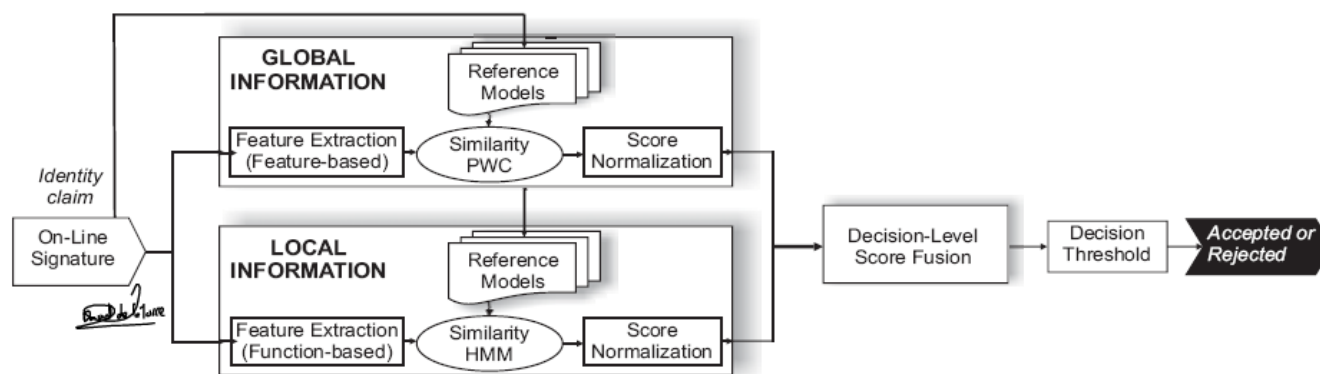 GLOBAL
INFORMATION
Reference
Models
Feature Extraction
(Feature-based)
Similarity
PWC
Score
Normalization
Identity
claim
On-Line
Signature
LOCAL
INFORMATION
Reference
Models
Feature Extraction
(Function-based)
Similarity
HMM
Score
Normalization
Decision-Level
Score Fusion
Decision
Threshold
Accepted or
Rejected